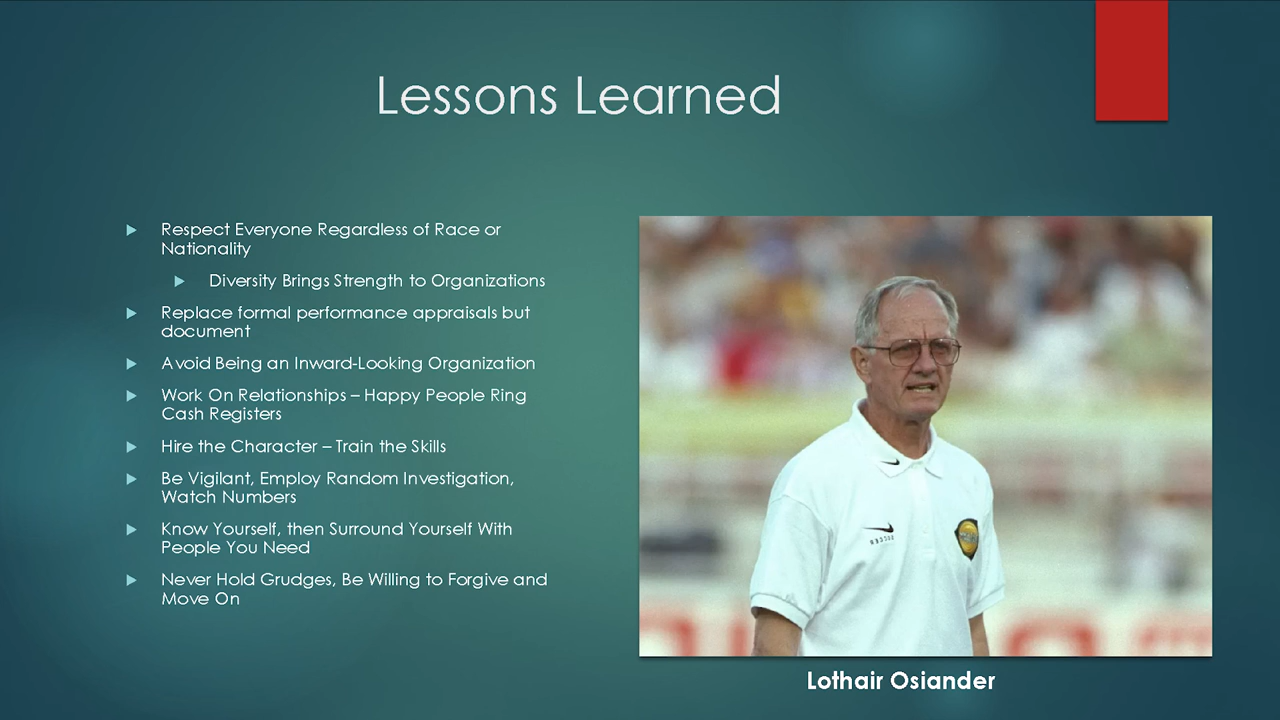 Lessons Learned
Respect Everyone Regardless of Race or
Nationality
Diversity Brings Strength to Organizations
Replace formal performance appraisals but
document
Avoid Being an Inward-Looking Organization
Work On Relationships – Happy People Ring
Cash Registers
Hire the Character – Train the Skills
Be Vigilant, Employ Random Investigation,
Watch Numbers
Know Yourself, then Surround Yourself With
People You Need
Never Hold Grudges, Be Willing to Forgive and
Move On
Lothair Osiander